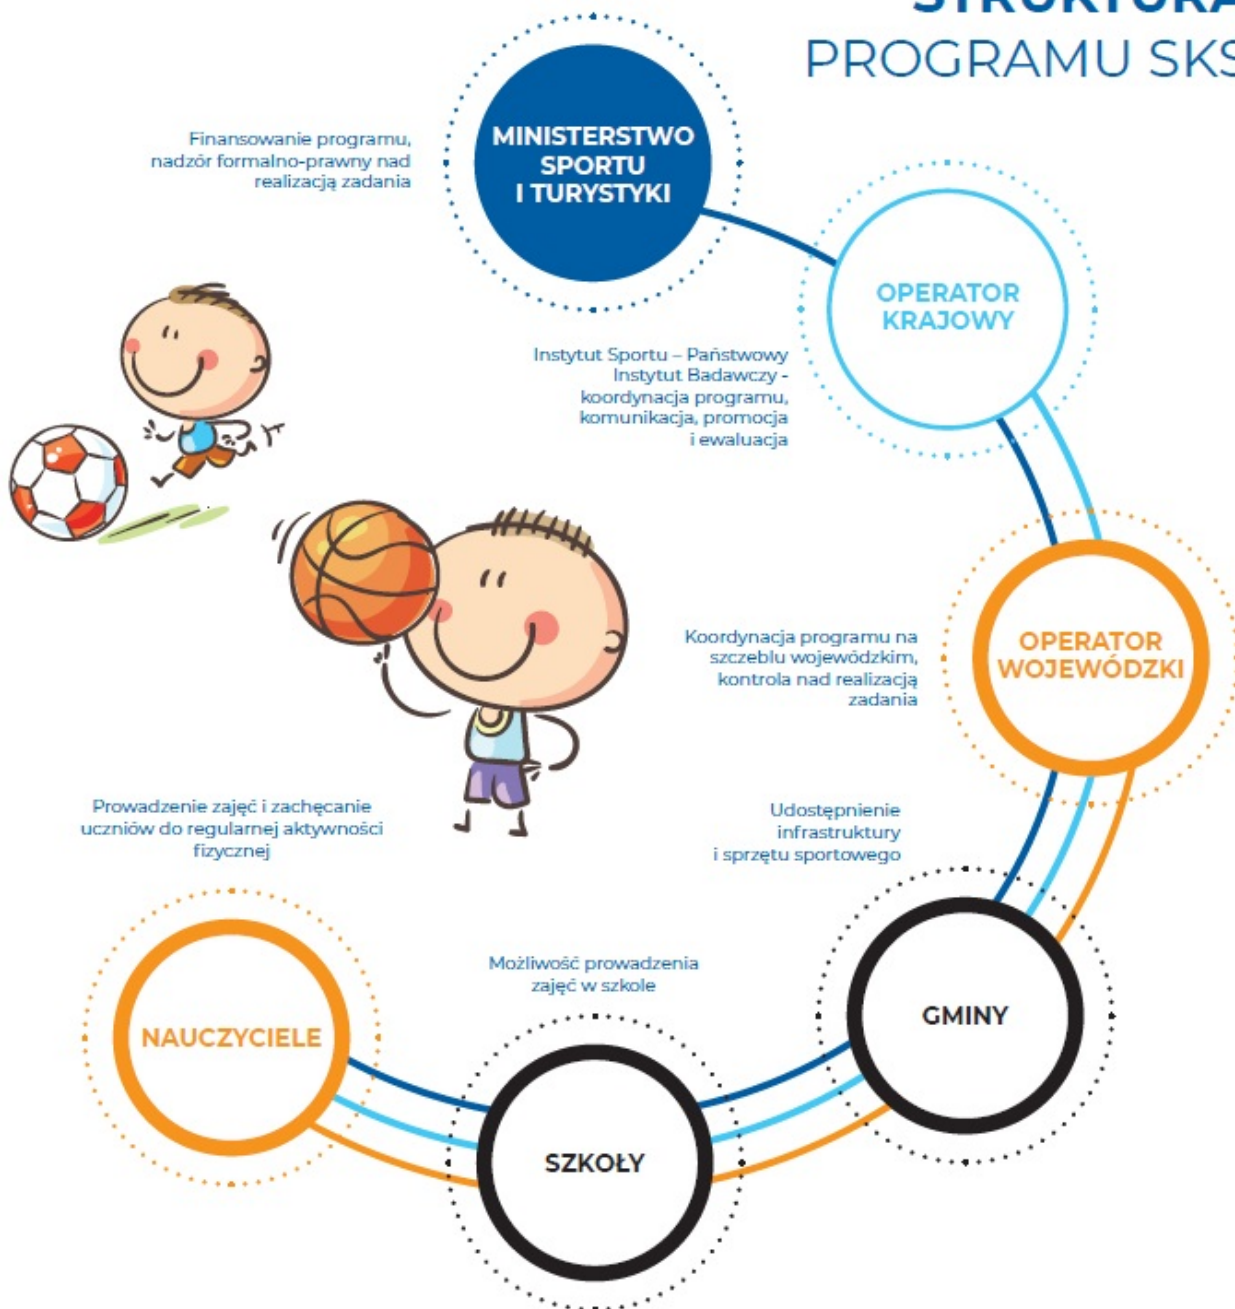 STRUKTURA
PROGRAMU SKS
MINISTERSTWO
SPORTU
I TURYSTYKI
Finansowanie programu,
nadzór formalno-prawny nad
realizacją zadania
OPERATOR
KRAJOWY
Instytut Sportu – Państwowy
Instytut Badawczy -
koordynacja programu,
komunikacja, promocja
i ewaluacja
OPERATOR
WOJEWÓDZKI
Koordynacja programu na
szczeblu wojewódzkim,
kontrola nad realizacją
zadania
Udostępnienie
infrastruktury
i sprzętu sportowego
GMINY
Możliwość prowadzenia
zajęć w szkole
SZKOŁY
Prowadzenie zajęć i zachęcanie
uczniów do regularnej aktywności
fizycznej
NAUCZYCIELE